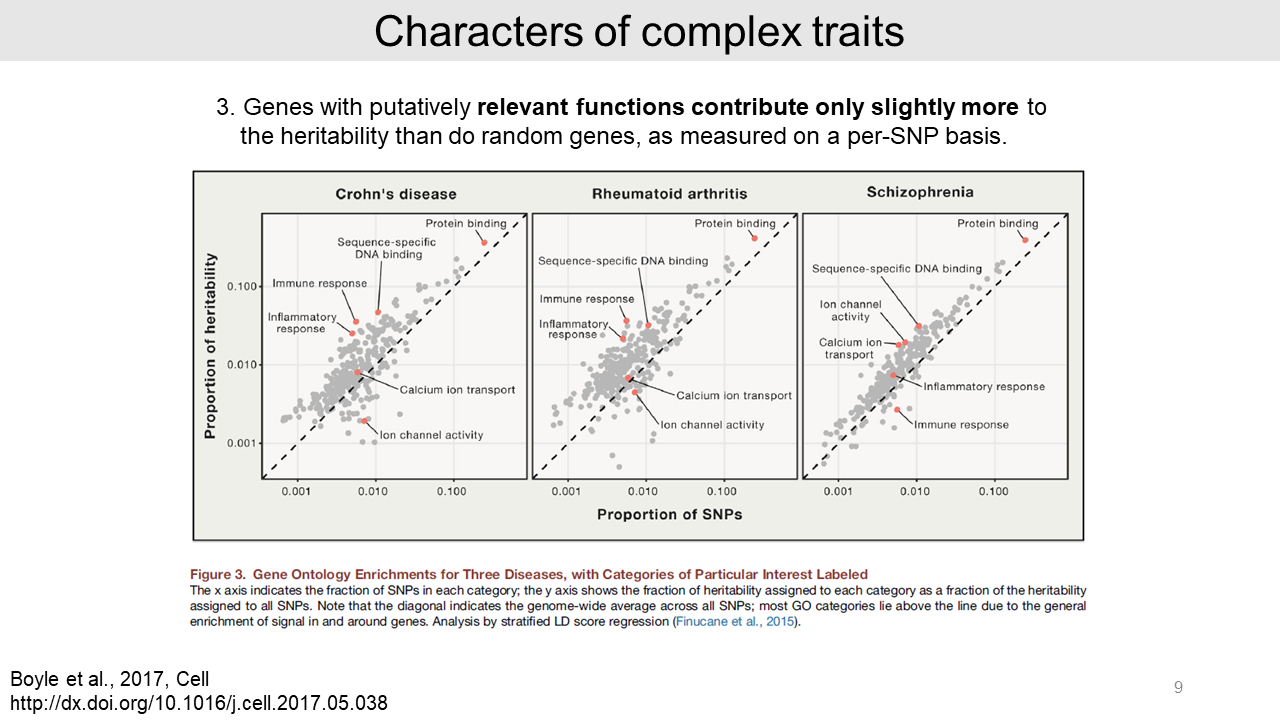 Characters of complex traits
3. Genes with putatively relevant functions contribute only slightly more to
the heritability than do random genes, as measured on a per-SNP basis.
Crohn's disease
Rheumatoid arthritis
Schizophrenia
Proportion of heritability
0.100
0.010
0.001
Protein binding
Sequence-specific
DNA binding
Immune response
Inflammatory
response
Calcium ion transport
Ion channel activity
0.001
0.010
0.100
Protein binding
Sequence-specific DNA binding
Immune response
Inflammatory
response
Calcium ion transport
Ion channel activity
0.001
0.010
0.100
Protein binding
Sequence-specific DNA binding
Ion channel
activity
Calcium ion
transport
Inflammatory response
Immune response
0.001
0.010
0.100
Proportion of SNPs
Figure 3. Gene Ontology Enrichments for Three Diseases, with Categories of Particular Interest Labeled
The x axis indicates the fraction of SNPs in each category; the y axis shows the fraction of heritability assigned to each category as a fraction of the heritability
assigned to all SNPs. Note that the diagonal indicates the genome-wide average across all SNPs; most GO categories lie above the line due to the general
enrichment of signal in and around genes. Analysis by stratified LD score regression (Finucane et al., 2015).
Boyle et al., 2017, Cell
http://dx.doi.org/10.1016/j.cell.2017.05.038
9